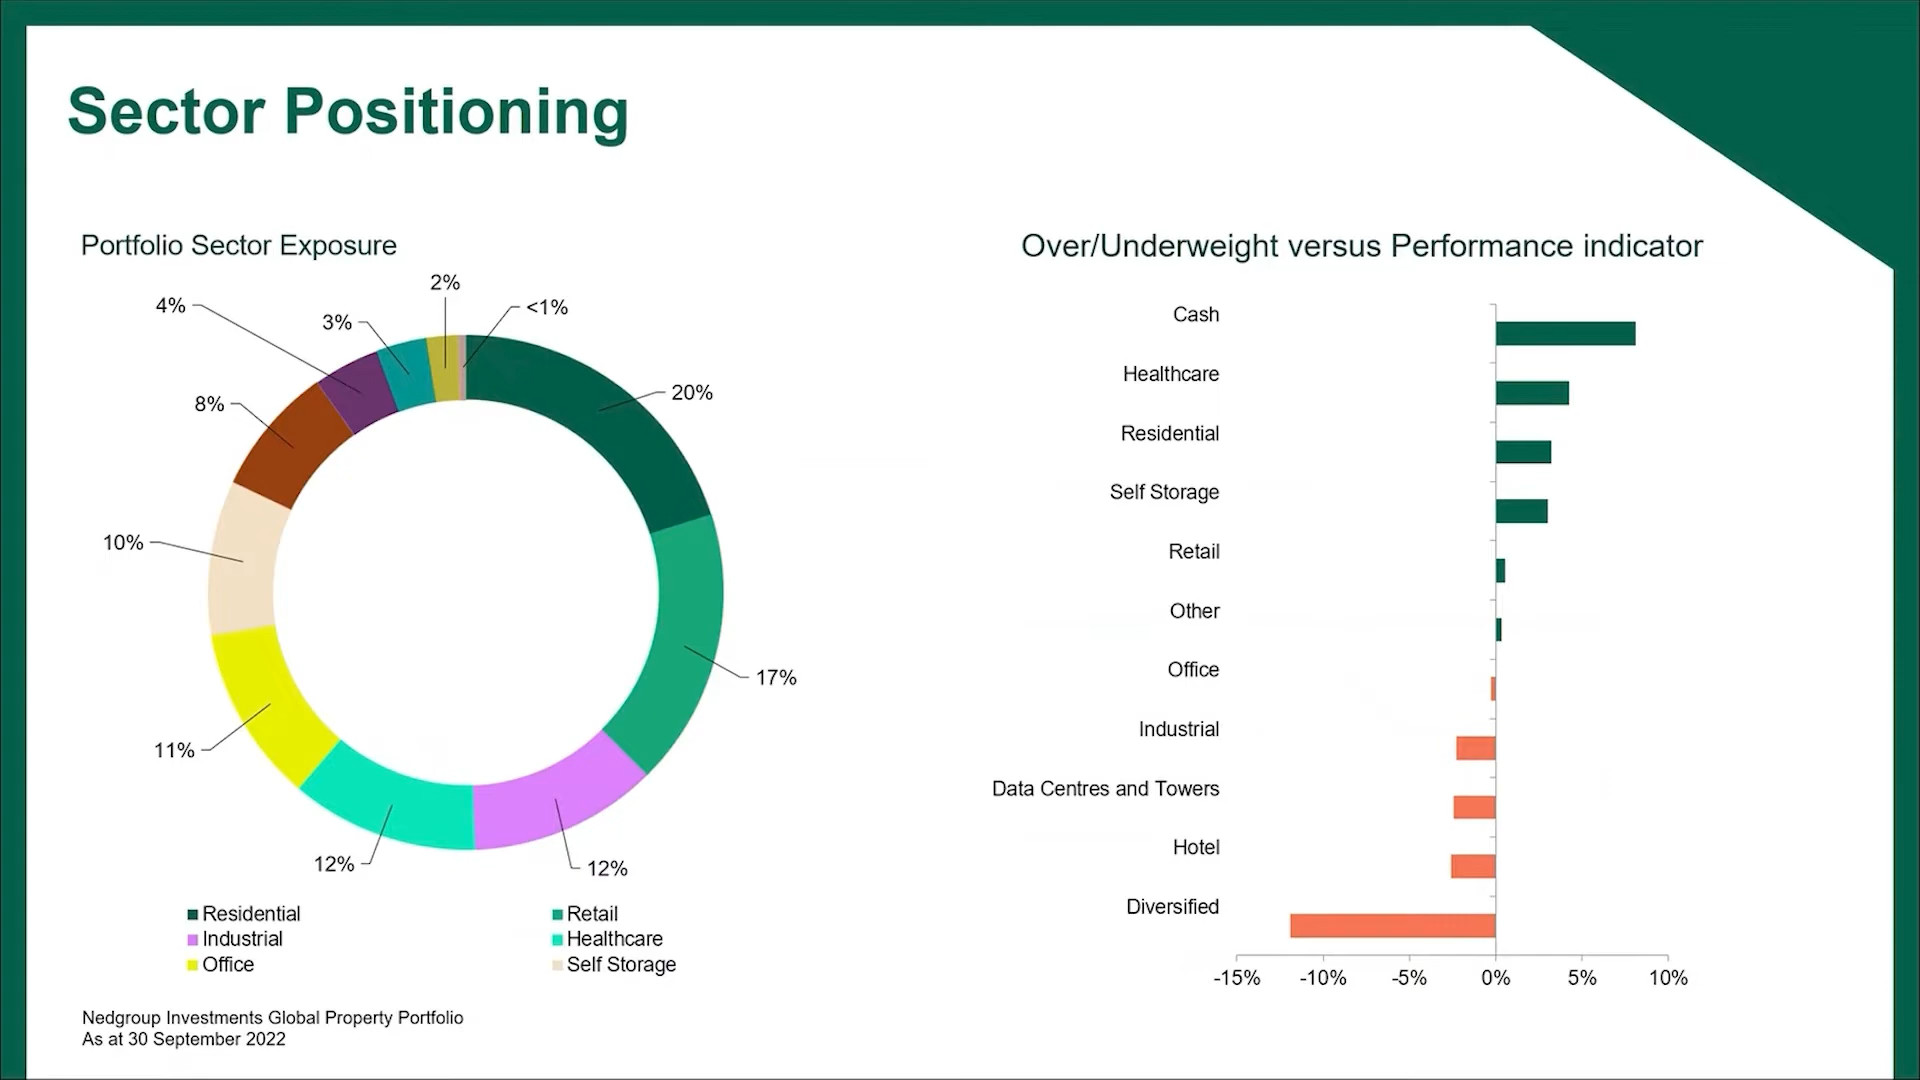 Sector Positioning
Portfolio Sector Exposure
2%
4%
<1%
3%
20%
8%
10%
17%
11%
12%
12%
Residential
Retail
Industrial
Healthcare
Office
Self Storage
Nedgroup Investments Global Property Portfolio
As at 30 September 2022
Over/Underweight versus Performance indicator
Cash
Healthcare
Residential
Self Storage
Retail
Other
Office
Industrial
Data Centres and Towers
Hotel
Diversified
-15% -10% -5% 0% 5% 10%